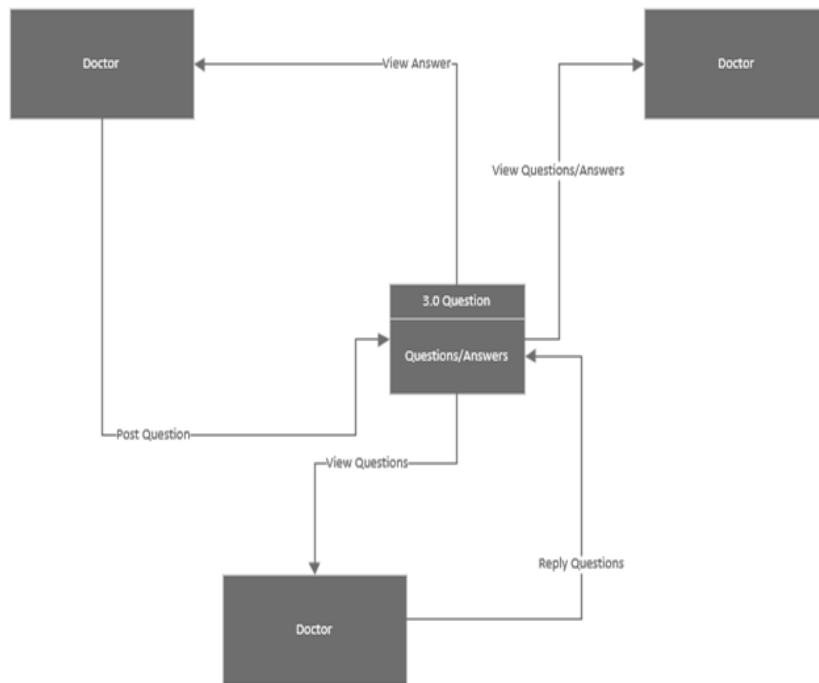 Doctor
View Answer
Doctor
View Questions/Answers
3.0 Question
Questions/Answers
Post Question
View Questions
Reply Questions
Doctor